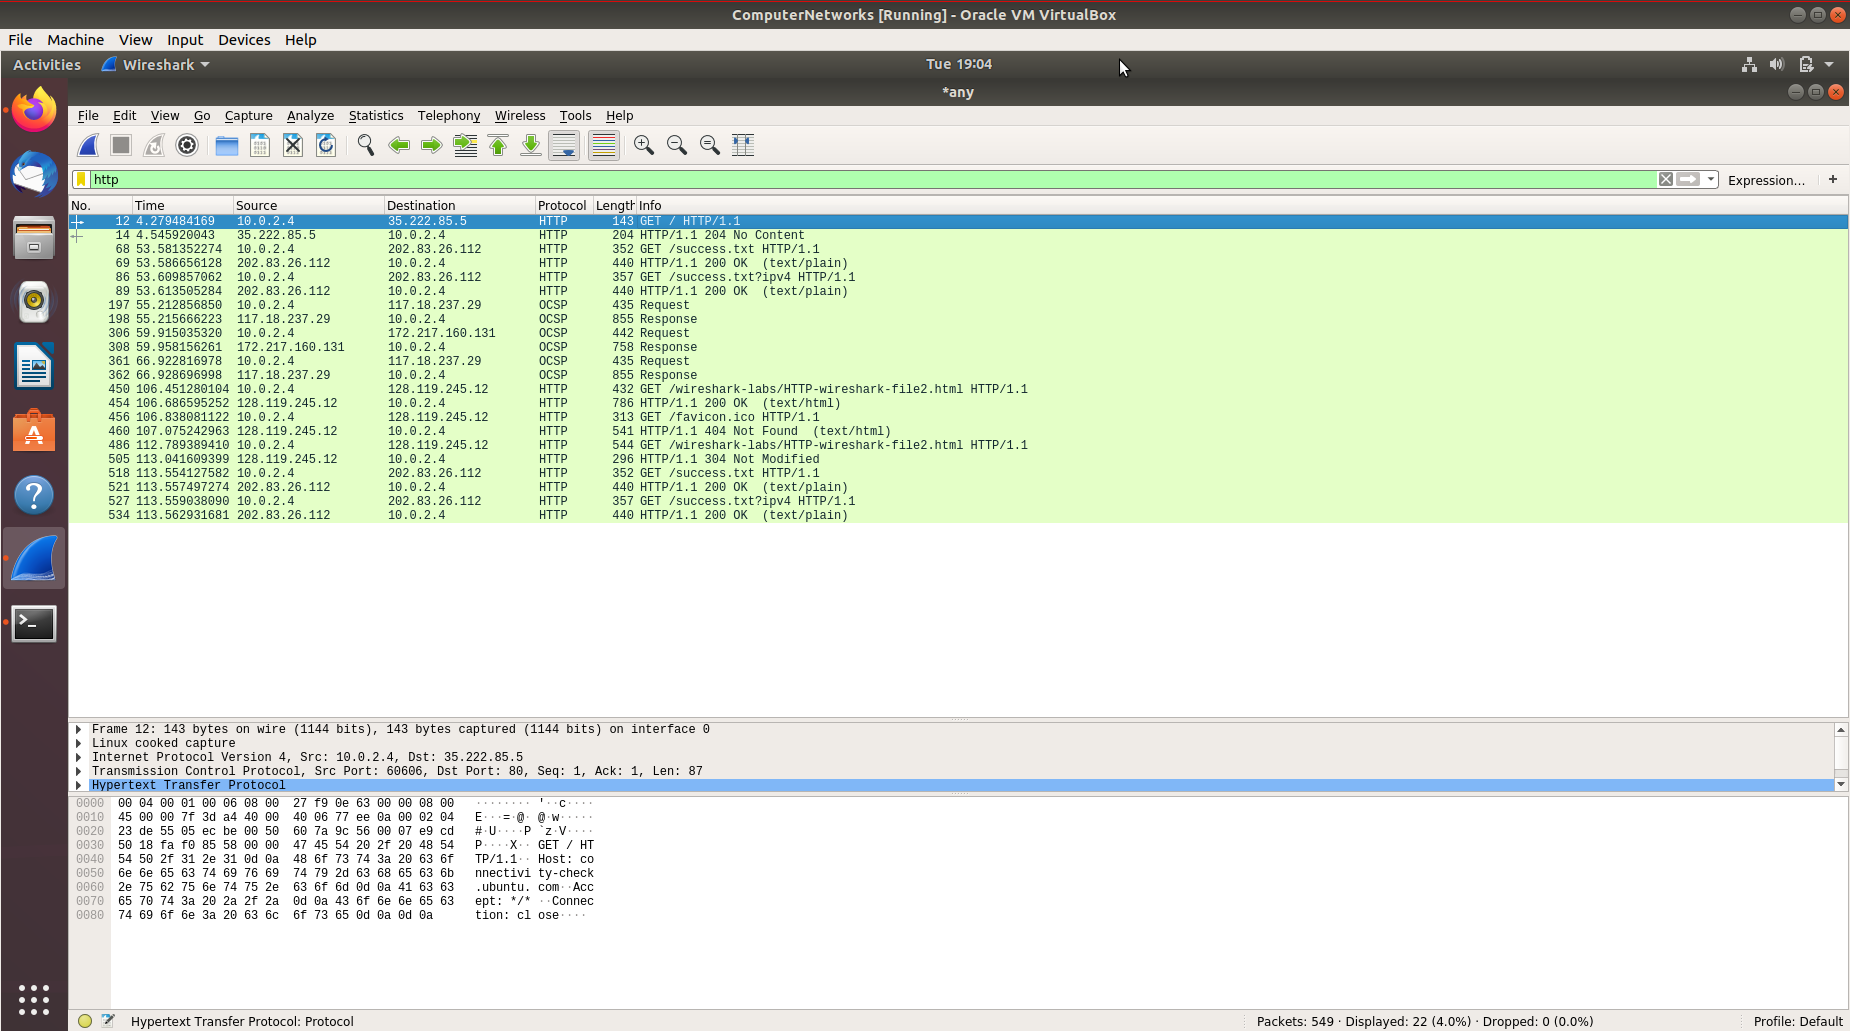 ComputerNetworks [Running] - Oracle VM VirtualBox
File Machine View Input Devices Help
Activities Wireshark Tue 19:04
*any
File Edit View Go Capture Analyze Statistics Telephony Wireless Tools Help
http Expression... +
No. Time Source Destination Protocol Length Info
12 4.279484169 10.0.2.4 35.222.85.5 HTTP 143 GET / HTTP/1.1
14 4.545920043 35.222.85.5 10.0.2.4 HTTP 204 HTTP/1.1 204 No Content
68 53.581352274 10.0.2.4 202.83.26.112 HTTP 352 GET /success.txt HTTP/1.1
69 53.586656128 202.83.26.112 10.0.2.4 HTTP 440 HTTP/1.1 200 OK (text/plain)
86 53.609857062 10.0.2.4 202.83.26.112 HTTP 357 GET /success.txt?ipv4 HTTP/1.1
89 53.613505284 202.83.26.112 10.0.2.4 HTTP 440 HTTP/1.1 200 OK (text/plain)
197 55.212856850 10.0.2.4 117.18.237.29 OCSP 435 Request
198 55.215666223 117.18.237.29 10.0.2.4 OCSP 855 Response
306 59.915035320 10.0.2.4 172.217.160.131 OCSP 442 Request
308 59.958156261 172.217.160.131 10.0.2.4 OCSP 758 Response
361 66.922816978 10.0.2.4 117.18.237.29 OCSP 435 Request
362 66.928696998 117.18.237.29 10.0.2.4 OCSP 855 Response
450 106.451280104 10.0.2.4 128.119.245.12 HTTP 432 GET /wireshark-labs/HTTP-wireshark-file2.html HTTP/1.1
454 106.686595252 128.119.245.12 10.0.2.4 HTTP 786 HTTP/1.1 200 OK (text/html)
456 106.838081122 10.0.2.4 128.119.245.12 HTTP 313 GET /favicon.ico HTTP/1.1
460 107.075242963 128.119.245.12 10.0.2.4 HTTP 541 HTTP/1.1 404 Not Found (text/html)
486 112.789389410 10.0.2.4 128.119.245.12 HTTP 544 GET /wireshark-labs/HTTP-wireshark-file2.html HTTP/1.1
505 113.041609399 128.119.245.12 10.0.2.4 HTTP 296 HTTP/1.1 304 Not Modified
518 113.554127582 10.0.2.4 202.83.26.112 HTTP 352 GET /success.txt HTTP/1.1
521 113.557497274 202.83.26.112 10.0.2.4 HTTP 440 HTTP/1.1 200 OK (text/plain)
527 113.559038090 10.0.2.4 202.83.26.112 HTTP 357 GET /success.txt?ipv4 HTTP/1.1
534 113.562931681 202.83.26.112 10.0.2.4 HTTP 440 HTTP/1.1 200 OK (text/plain)
Frame 12: 143 bytes on wire (1144 bits), 143 bytes captured (1144 bits) on interface 0
Linux cooked capture
Internet Protocol Version 4, Src: 10.0.2.4, Dst: 35.222.85.5
Transmission Control Protocol, Src Port: 60606, Dst Port: 80, Seq: 1, Ack: 1, Len: 87
Hypertext Transfer Protocol
0000 00 04 00 01 00 06 08 00 27 f9 0e 63 00 00 08 00 ········ '··c····
0010 45 00 00 7f 3d a4 40 00 40 06 77 ee 0a 00 02 04 E···=·@· @·w·····
0020 23 de 55 05 ec be 00 50 60 7a 9c 56 00 07 e9 cd #·U····P `z·V····
0030 50 18 fa f0 85 58 00 00 47 45 54 20 2f 20 48 54 P····X·· GET / HT
0040 54 50 2f 31 2e 31 0d 0a 48 6f 73 74 3a 20 63 6f TP/1.1·· Host: co
0050 6e 6e 65 63 74 69 76 69 74 79 2d 63 68 65 63 6b nnectivi ty-check
0060 2e 75 62 75 6e 74 75 2e 63 6f 6d 0d 0a 41 63 63 .ubuntu. com··Acc
0070 65 70 74 3a 20 2a 2f 2a 0d 0a 43 6f 6e 6e 65 63 ept: */* ··Connec
0080 74 69 6f 6e 3a 20 63 6c 6f 73 65 0d 0a 0d 0a tion: cl ose····
Hypertext Transfer Protocol: Protocol Packets: 549 · Displayed: 22 (4.0%) · Dropped: 0 (0.0%) Profile: Default